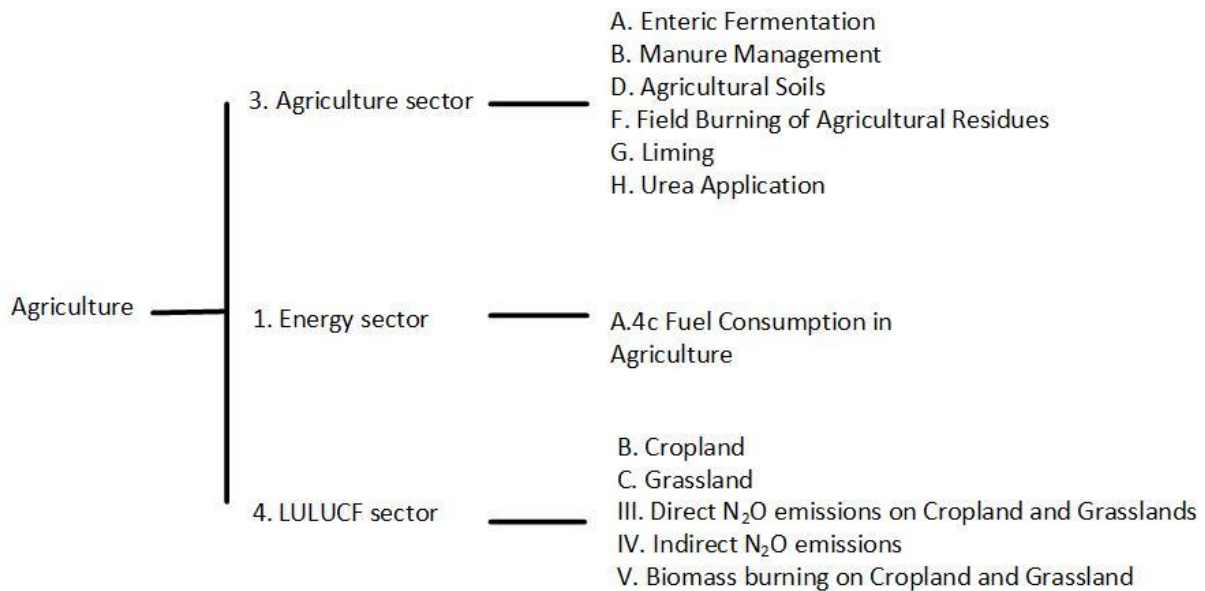 A. Enteric Fermentation
B. Manure Management
D. Agricultural Soils
F. Field Burning of Agricultural Residues
G. Liming
H. Urea Application
3. Agriculture sector
Agriculture
1. Energy sector
A.4c Fuel Consumption in
Agriculture
4. LULUCF sector
B. Cropland
C. Grassland
III. Direct N₂O emissions on Cropland and Grasslands
IV. Indirect N₂O emissions
V. Biomass burning on Cropland and Grassland